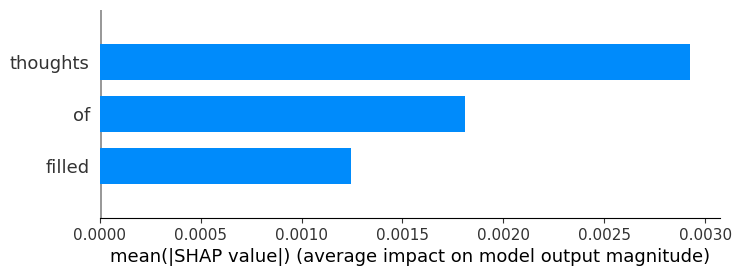 thoughts
of
filled
0.0000 0.0005 0.0010 0.0015 0.0020 0.0025 0.0030
mean(|SHAP value|) (average impact on model output magnitude)